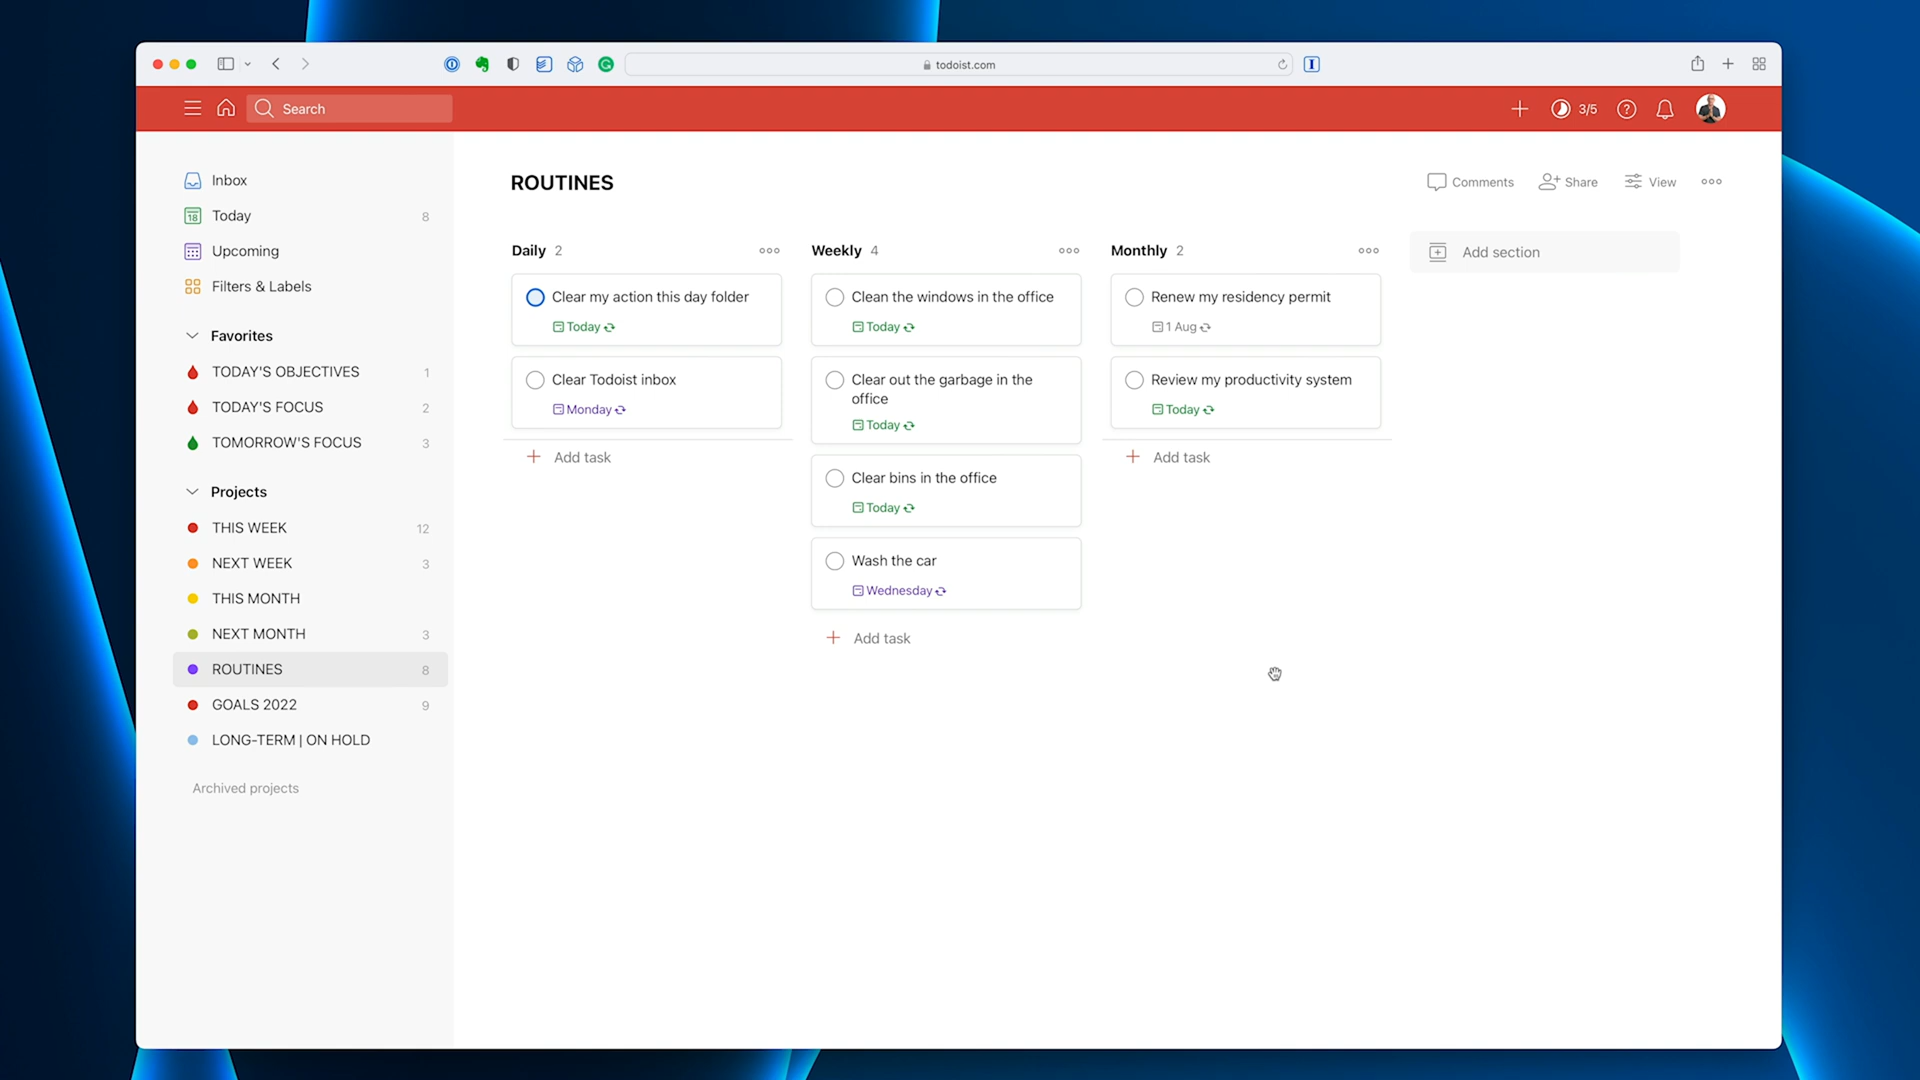 todoist.com
Search
3/5
Inbox
18
Today 8
Upcoming
Filters & Labels
Favorites
TODAY'S OBJECTIVES 1
TODAY'S FOCUS 2
TOMORROW'S FOCUS 3
Projects
THIS WEEK 12
NEXT WEEK 3
THIS MONTH
NEXT MONTH 3
ROUTINES 8
GOALS 2022 9
LONG-TERM | ON HOLD
Archived projects
ROUTINES
Comments
Share
View
Daily 2
Clear my action this day folder
Today
Clear Todoist inbox
Monday
Add task
Weekly 4
Clean the windows in the office
Today
Clear out the garbage in the
office
Today
Clear bins in the office
Today
Wash the car
Wednesday
Add task
Monthly 2
Renew my residency permit
1 Aug
Review my productivity system
Today
Add task
Add section